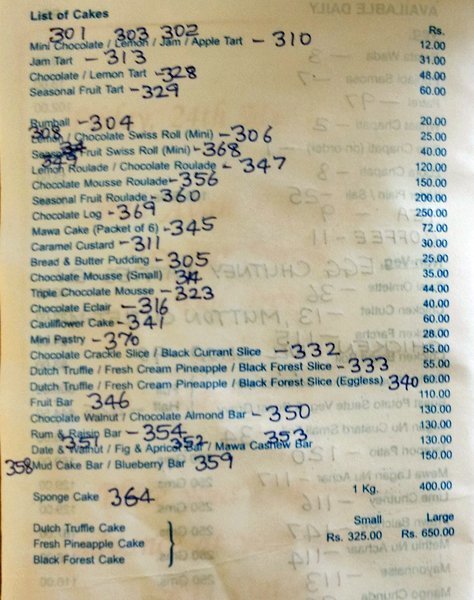 List of Cakes
Rs.
301 303 302
Mini Chocolate / Lemon / Jam / Apple Tart - 310 12.00
Jam Tart - 313 31.00
Chocolate / Lemon Tart - 328 48.00
Seasonal Fruit Tart - 329 60.00
Rumball - 304 20.00
308
Lemon / Chocolate Swiss Roll (Mini) - 306 25.00
Seasonal Fruit Swiss Roll (Mini) - 368 40.00
Lemon Roulade / Chocolate Roulade - 347 120.00
Chocolate Mousse Roulade - 356 150.00
Seasonal Fruit Roulade - 360 200.00
Chocolate Log - 369 250.00
Mawa Cake (Packet of 6) - 345 72.00
Caramel Custard - 311 30.00
Bread & Butter Pudding - 305 25.00
Chocolate Mousse (Small) 35.00
Triple Chocolate Mousse - 323 44.00
Chocolate Eclair - 316 40.00
Cauliflower Cake - 341 60.00
Mini Pastry - 370 28.00
Chocolate Crackle Slice / Black Currant Slice - 332 55.00
Dutch Truffle / Fresh Cream Pineapple / Black Forest Slice - 333 55.00
Dutch Truffle / Fresh Cream Pineapple / Black Forest Slice (Eggless) 340 60.00
Fruit Bar 346 110.00
Chocolate Walnut / Chocolate Almond Bar - 350 130.00
Rum & Raisin Bar - 354 130.00
351 352 353
Date & Walnut / Fig & Apricot Bar / Mawa Cashew Bar 130.00
358 Mud Cake Bar / Blueberry Bar 359 150.00
Sponge Cake 364 1 Kg. 400.00
Small Large
Dutch Truffle Cake
Rs. 325.00 Rs. 650.00
Fresh Pineapple Cake
Black Forest Cake